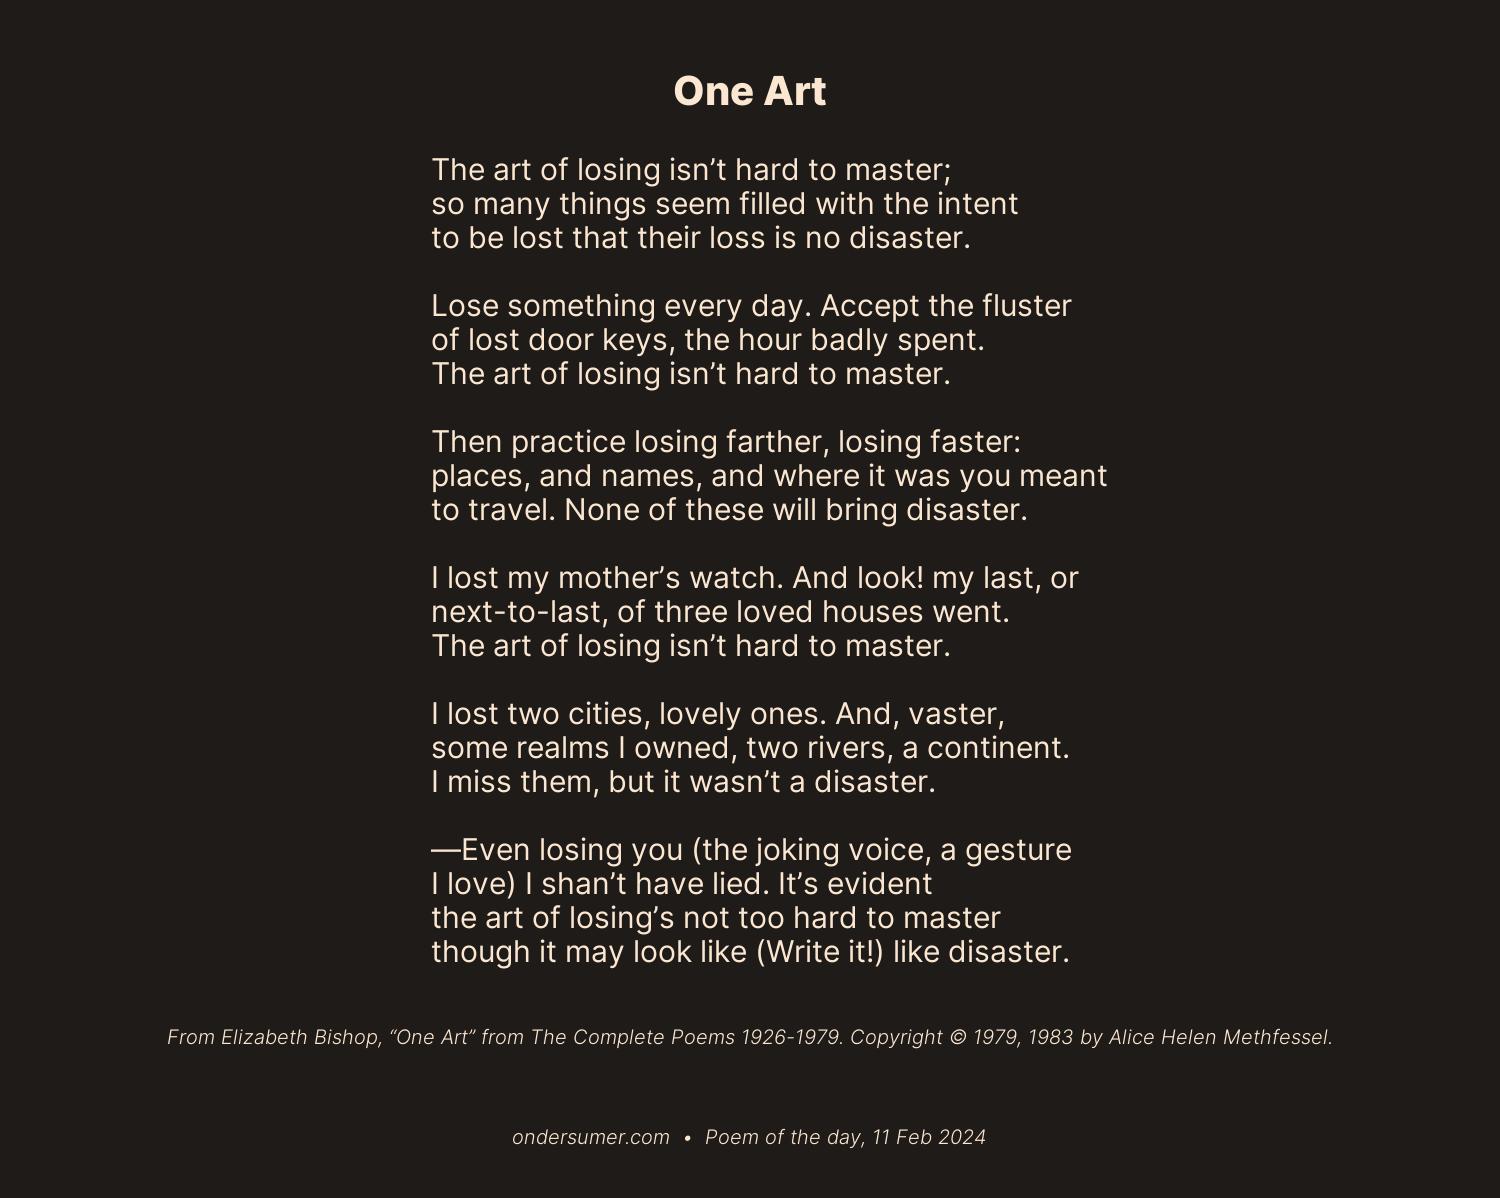 One Art
The art of losing isn’t hard to master;
so many things seem filled with the intent
to be lost that their loss is no disaster.
Lose something every day. Accept the fluster
of lost door keys, the hour badly spent.
The art of losing isn’t hard to master.
Then practice losing farther, losing faster:
places, and names, and where it was you meant
to travel. None of these will bring disaster.
I lost my mother’s watch. And look! my last, or
next-to-last, of three loved houses went.
The art of losing isn’t hard to master.
I lost two cities, lovely ones. And, vaster,
some realms I owned, two rivers, a continent.
I miss them, but it wasn’t a disaster.
—Even losing you (the joking voice, a gesture
I love) I shan’t have lied. It’s evident
the art of losing’s not too hard to master
though it may look like (Write it!) like disaster.
From Elizabeth Bishop, “One Art” from The Complete Poems 1926-1979. Copyright © 1979, 1983 by Alice Helen Methfessel.
ondersumer.com • Poem of the day, 11 Feb 2024